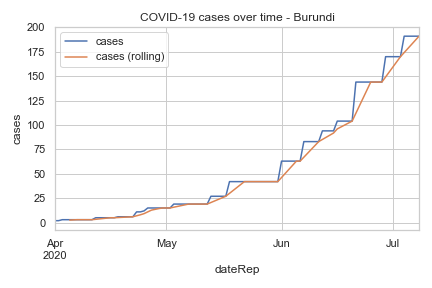 COVID-19 cases over time - Burundi
cases
cases (rolling)
200
175
150
125
100
75
50
25
0
cases
Apr
2020
May
Jun
Jul
dateRep